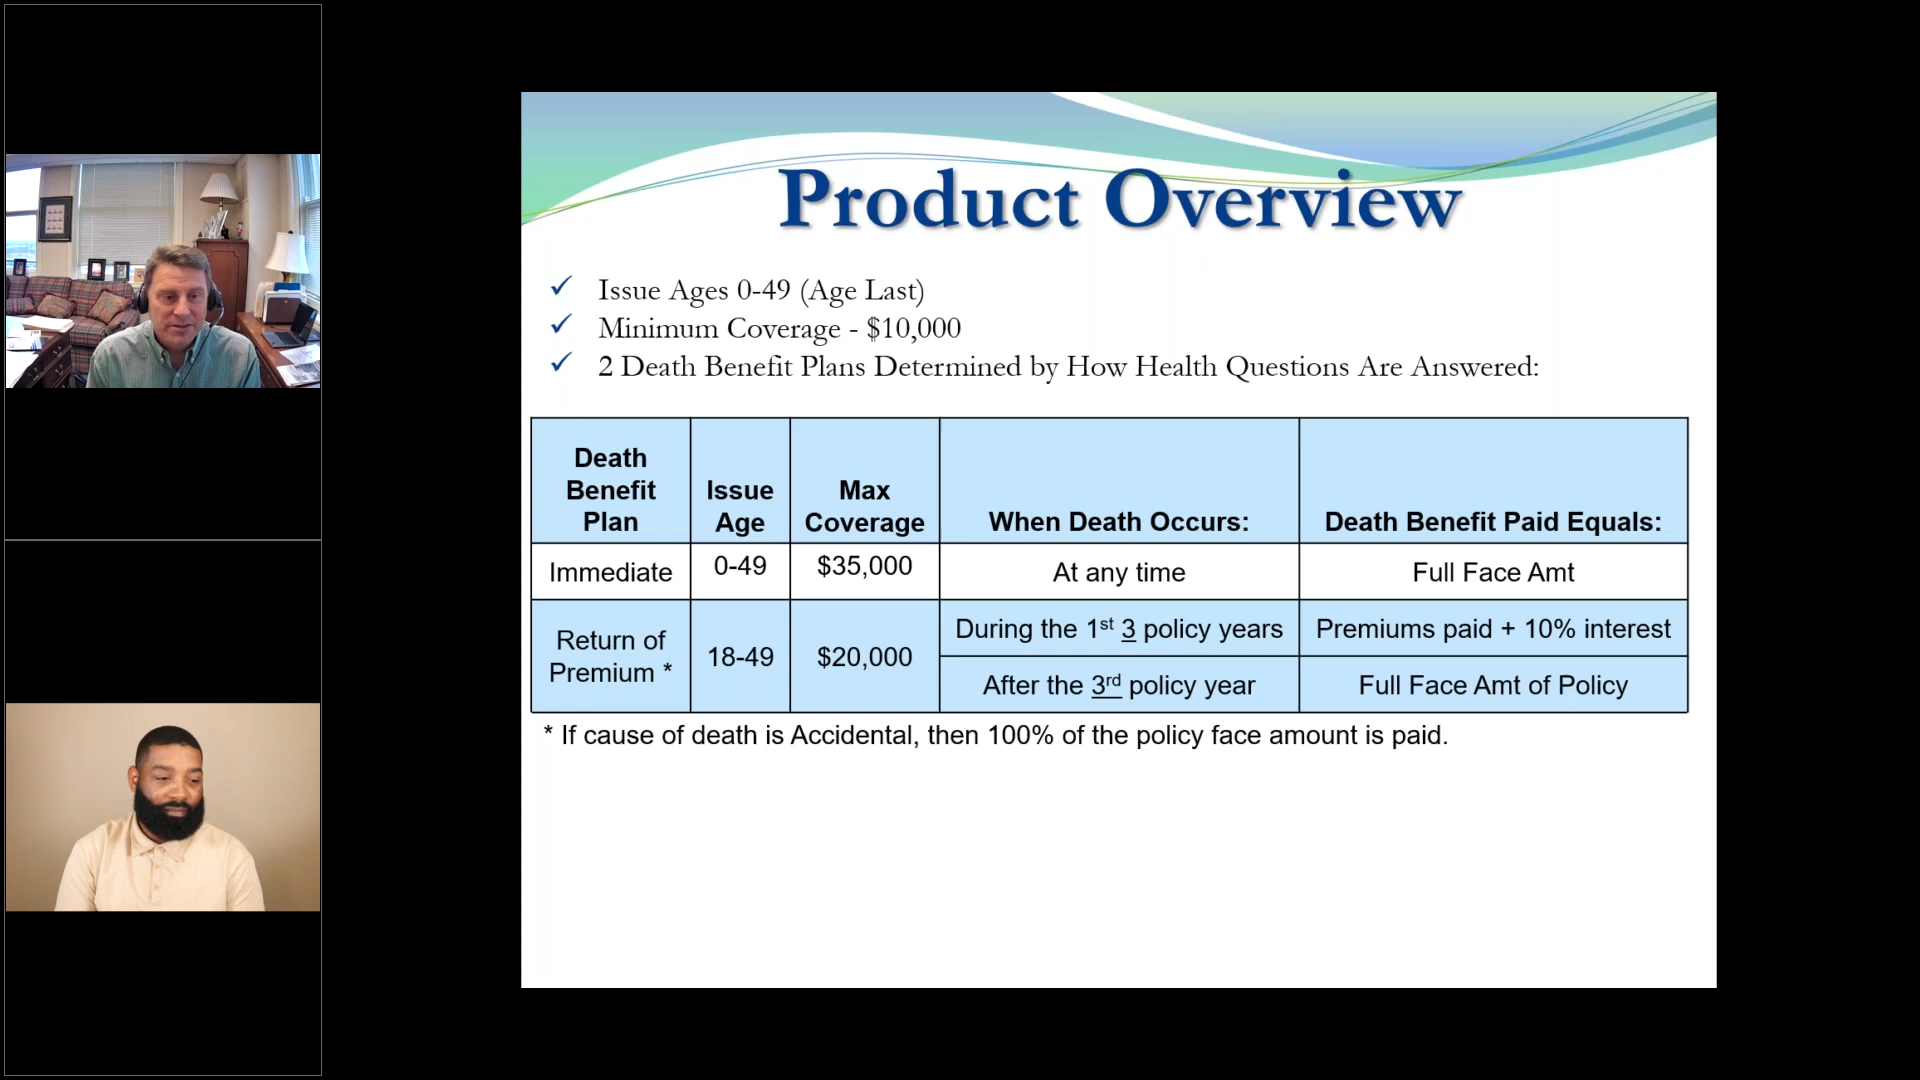 Product Overview
✓ Issue Ages 0-49 (Age Last)
✓ Minimum Coverage - $10,000
✓ 2 Death Benefit Plans Determined by How Health Questions Are Answered:
Death Benefit Plan
Issue Age
Max Coverage
When Death Occurs:
Death Benefit Paid Equals:
Immediate
0-49
$35,000
At any time
Full Face Amt
Return of Premium *
18-49
$20,000
During the 1st 3 policy years
Premiums paid + 10% interest
After the 3rd policy year
Full Face Amt of Policy
* If cause of death is Accidental, then 100% of the policy face amount is paid.